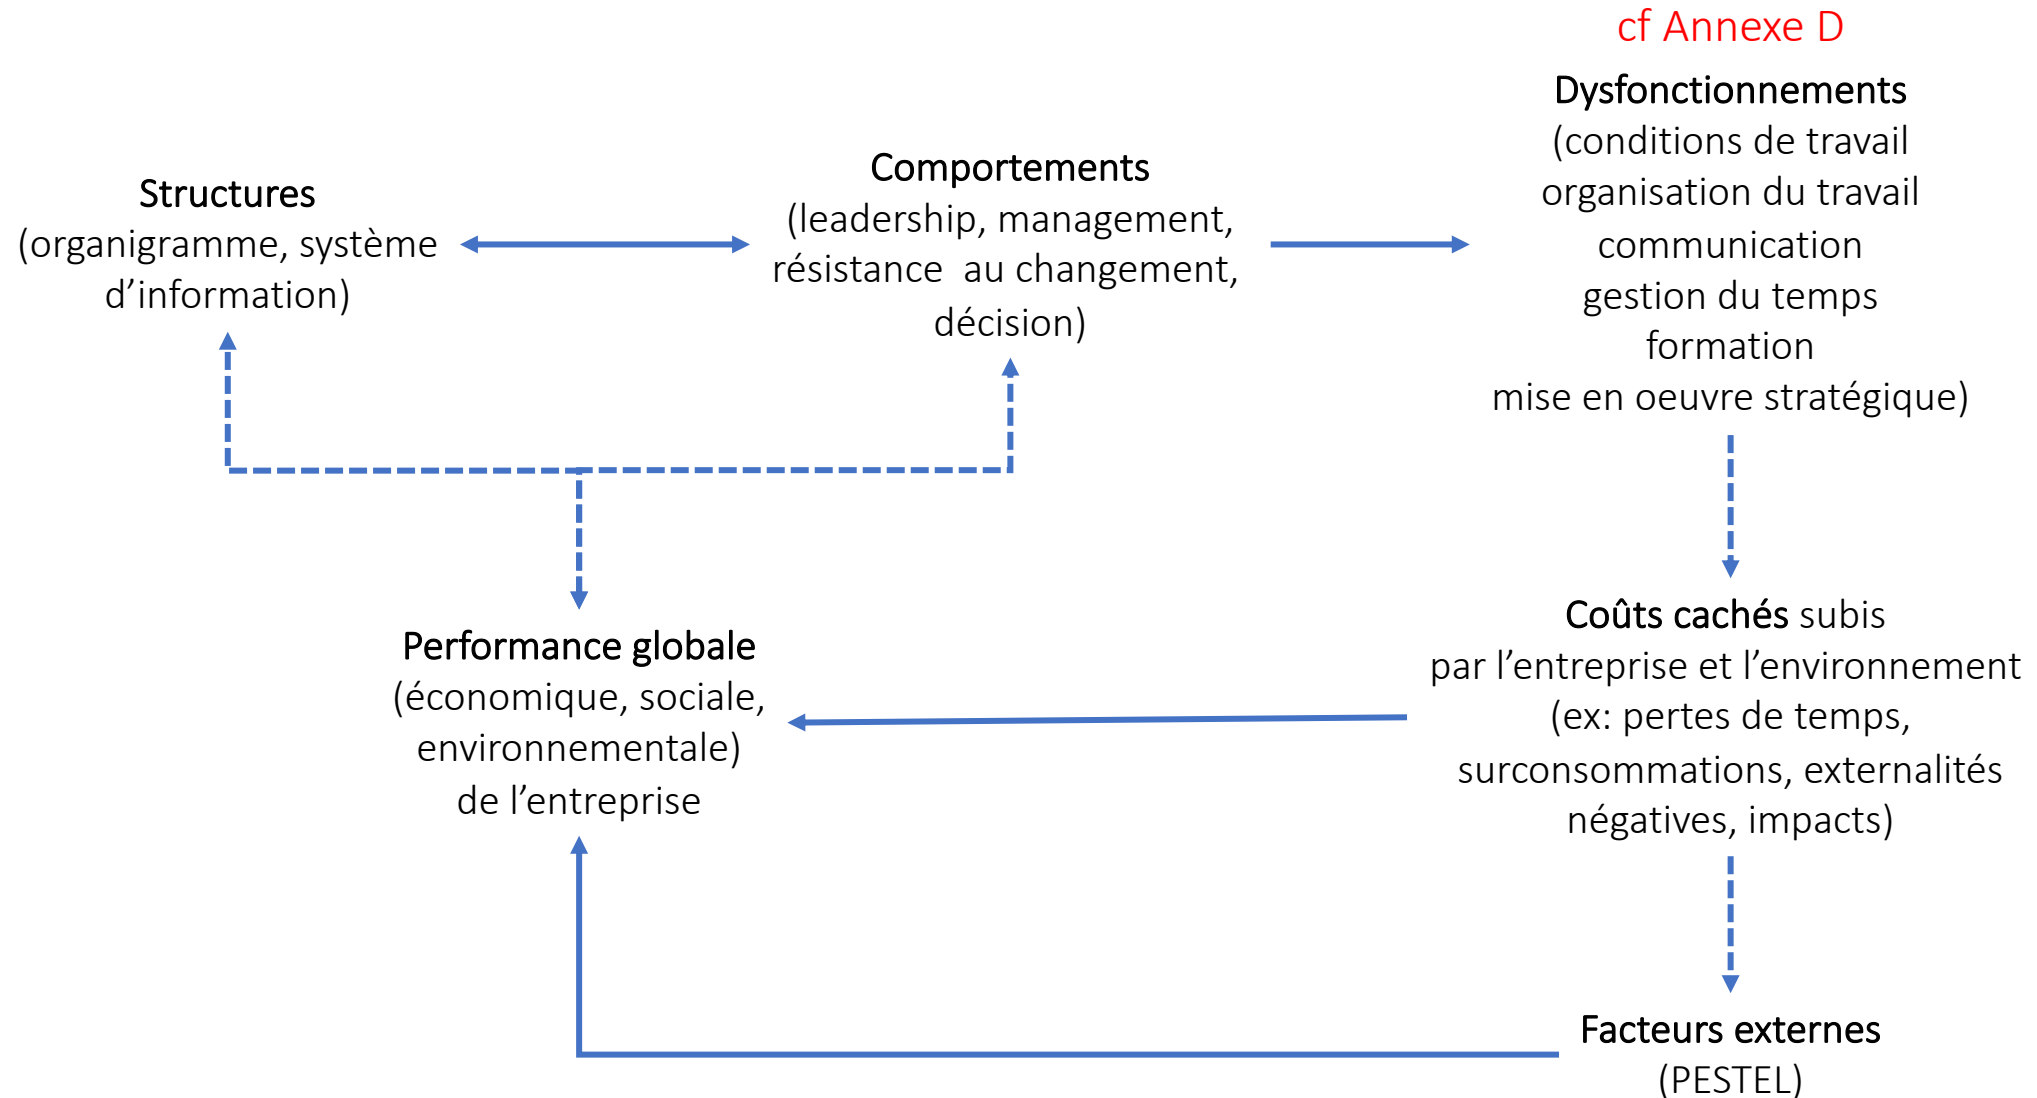 cf Annexe D
Dysfonctionnements
(conditions de travail
organisation du travail
communication
gestion du temps
formation
mise en oeuvre stratégique)
Comportements
(leadership, management,
résistance  au changement,
décision)
Structures
(organigramme, système
d’information)
Coûts cachés subis
par l’entreprise et l’environnement
(ex: pertes de temps,
surconsommations, externalités
négatives, impacts)
Performance globale
(économique, sociale,
environnementale)
de l’entreprise
Facteurs externes
(PESTEL)